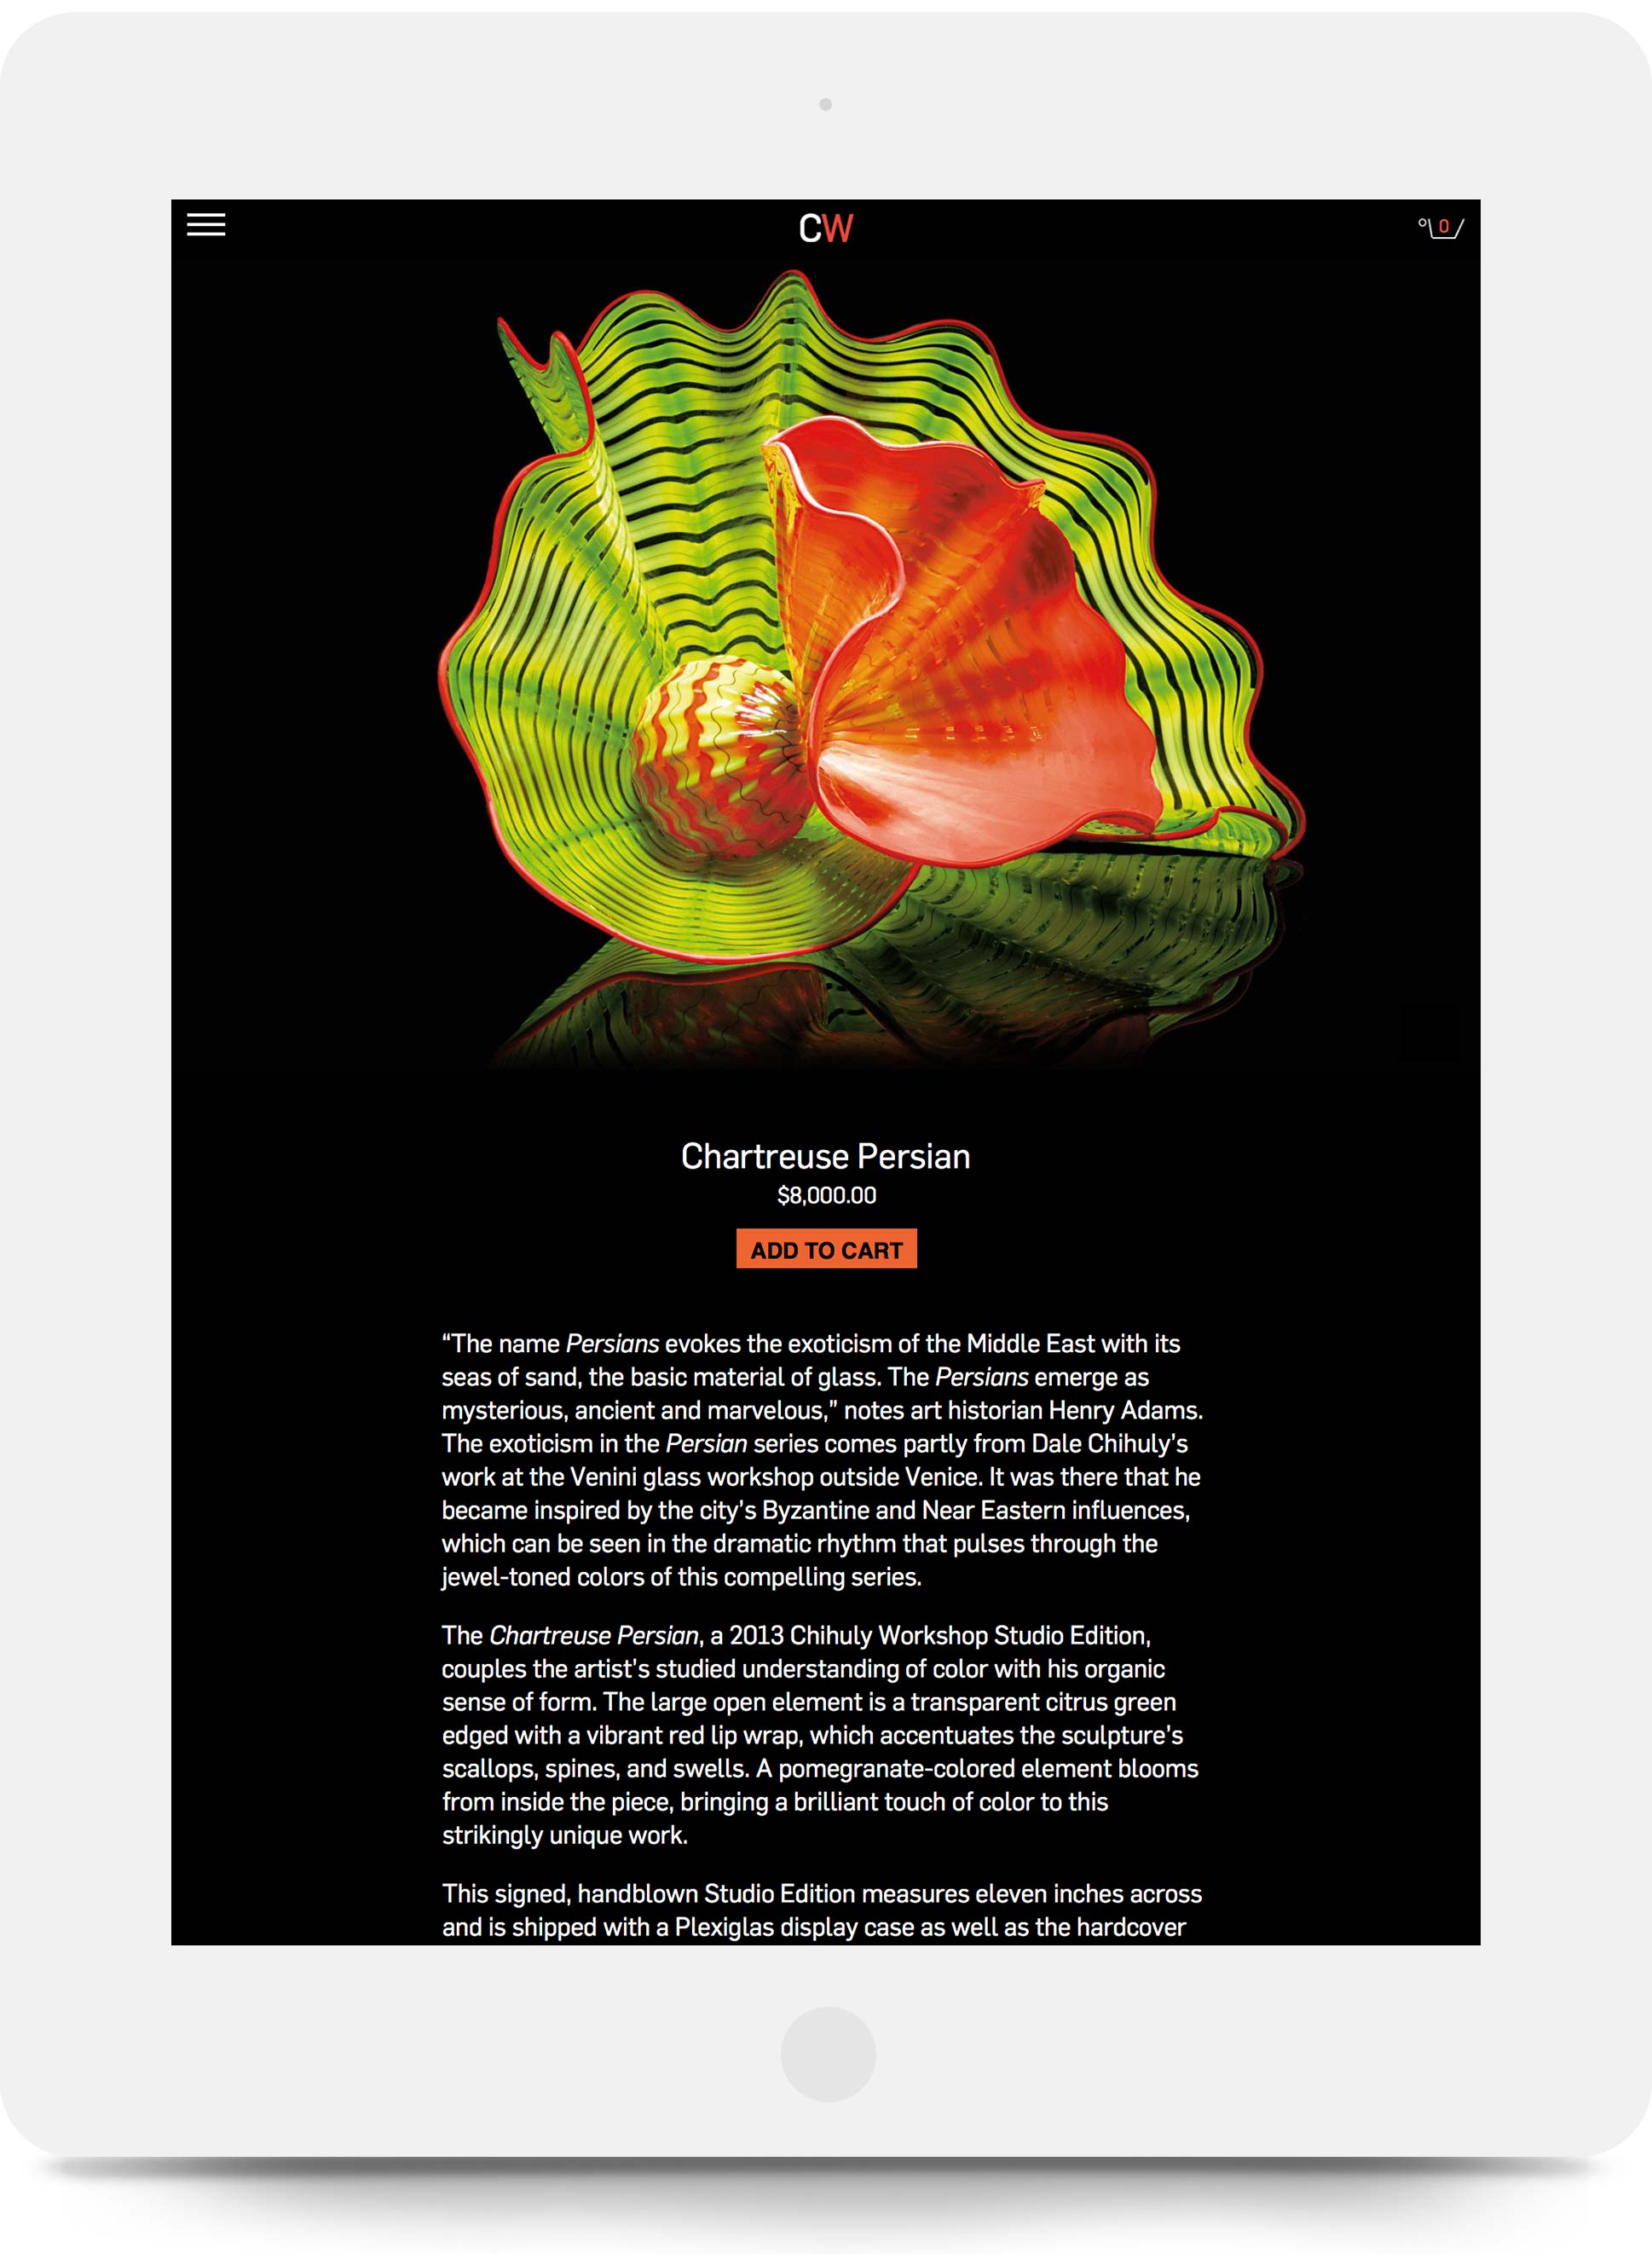 CW
0
Chartreuse Persian
$8,000.00
ADD TO CART
“The name Persians evokes the exoticism of the Middle East with its
seas of sand, the basic material of glass. The Persians emerge as
mysterious, ancient and marvelous,” notes art historian Henry Adams.
The exoticism in the Persian series comes partly from Dale Chihuly’s
work at the Venini glass workshop outside Venice. It was there that he
became inspired by the city’s Byzantine and Near Eastern influences,
which can be seen in the dramatic rhythm that pulses through the
jewel-toned colors of this compelling series.
The Chartreuse Persian, a 2013 Chihuly Workshop Studio Edition,
couples the artist’s studied understanding of color with his organic
sense of form. The large open element is a transparent citrus green
edged with a vibrant red lip wrap, which accentuates the sculpture’s
scallops, spines, and swells. A pomegranate-colored element blooms
from inside the piece, bringing a brilliant touch of color to this
strikingly unique work.
This signed, handblown Studio Edition measures eleven inches across
and is shipped with a Plexiglas display case as well as the hardcover